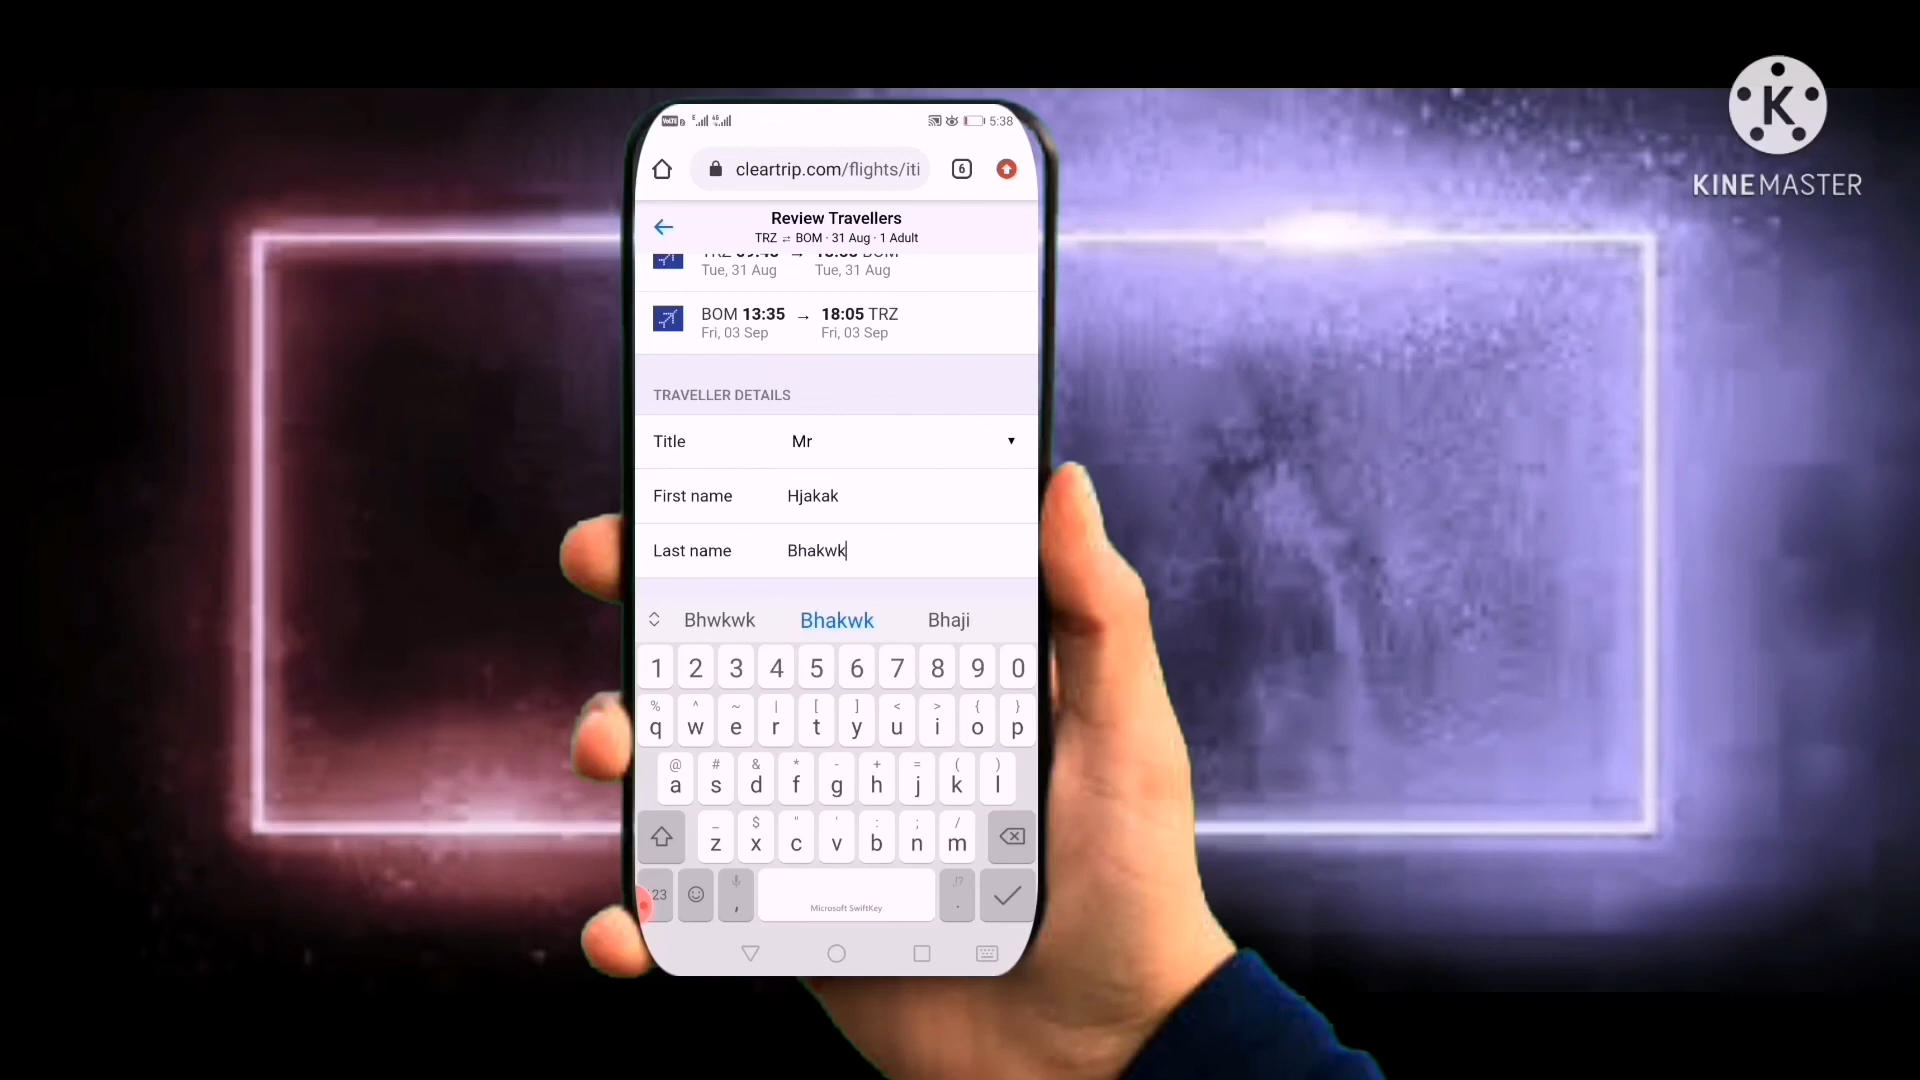 K
KINEMASTER
5:38
cleartrip.com/flights/iti
6
Review Travellers
TRZ ⇄ BOM · 31 Aug · 1 Adult
Tue, 31 Aug Tue, 31 Aug
BOM 13:35 → 18:05 TRZ
Fri, 03 Sep Fri, 03 Sep
TRAVELLER DETAILS
Title Mr
First name Hjakak
Last name Bhakwk
Bhwkwk Bhakwk Bhaji
1 2 3 4 5 6 7 8 9 0
% ^ ~ | [ ] < > { }
q w e r t y u i o p
@ # & * - + = ( )
a s d f g h j k l
_ $ " ' : ; /
z x c v b n m
23 , Microsoft SwiftKey .